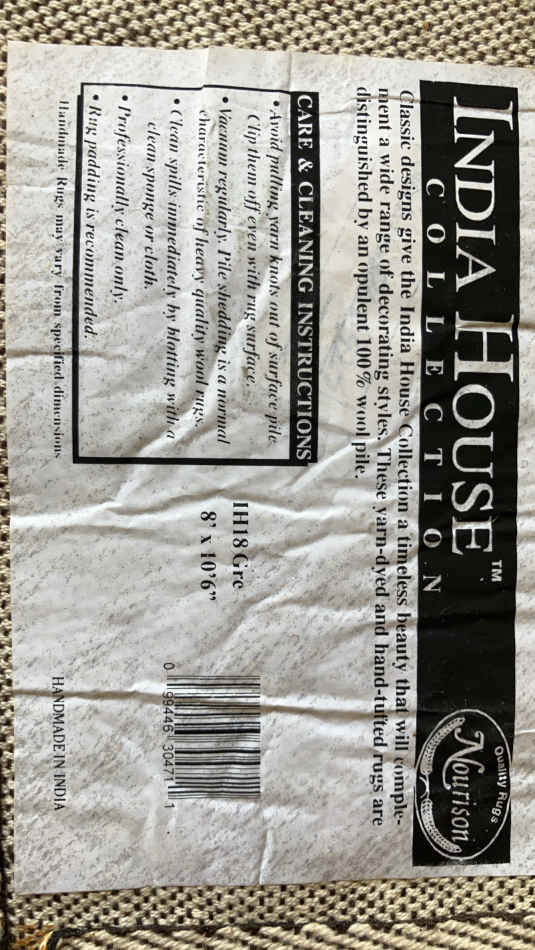 INDIA HOUSE™
COLLECTION
Quality Rugs
Nourison
Classic designs give the India House Collection a timeless beauty that will comple-
ment a wide range of decorating styles. These yarn-dyed and hand-tufted rugs are
distinguished by an opulent 100% wool pile.
CARE & CLEANING INSTRUCTIONS
• Avoid pulling yarn knots out of surface pile.
Clip them off even with rug surface.
• Vacuum regularly. Pile shedding is a normal
characteristic of heavy quality wool rugs.
• Clean spills immediately by blotting with a
clean sponge or cloth.
• Professionally clean only.
• Rug padding is recommended.
Handmade Rugs may vary from specified dimensions
IH18 Gre
8' x 10'6"
0 99446 30471 1
HANDMADE IN INDIA